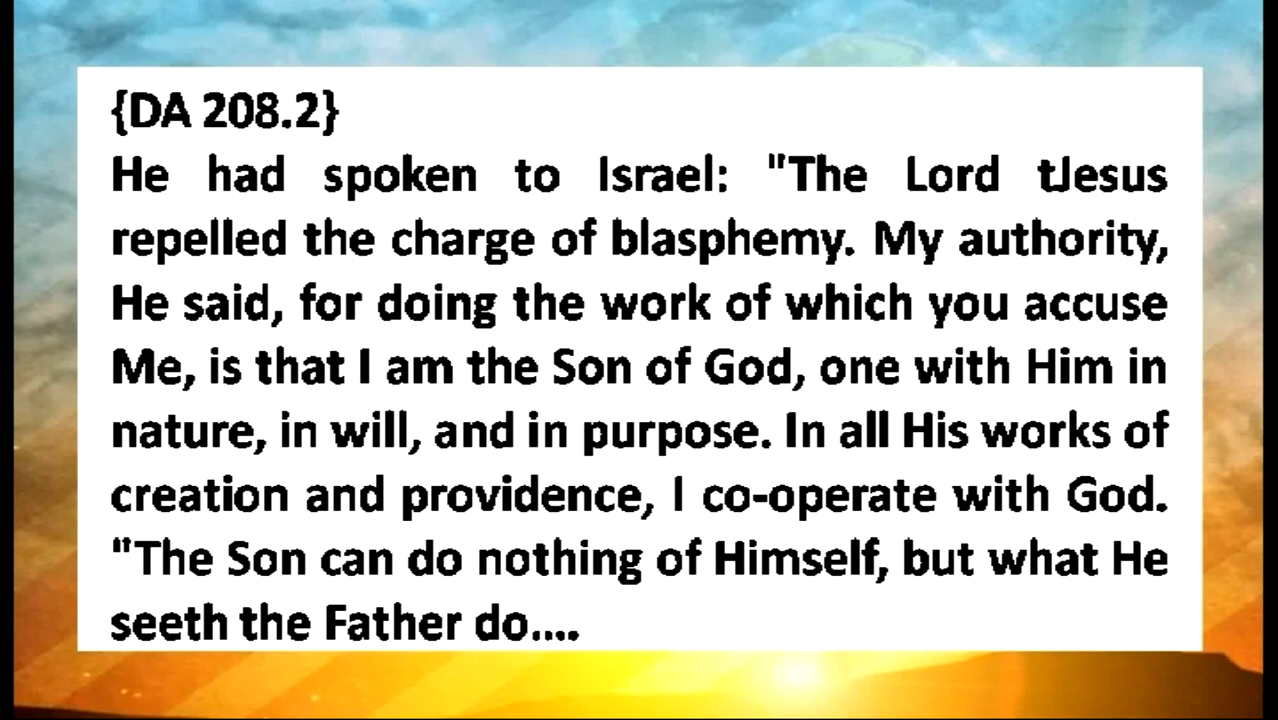 {DA 208.2}
He had spoken to Israel: "The Lord tJesus
repelled the charge of blasphemy. My authority,
He said, for doing the work of which you accuse
Me, is that I am the Son of God, one with Him in
nature, in will, and in purpose. In all His works of
creation and providence, I co-operate with God.
"The Son can do nothing of Himself, but what He
seeth the Father do....